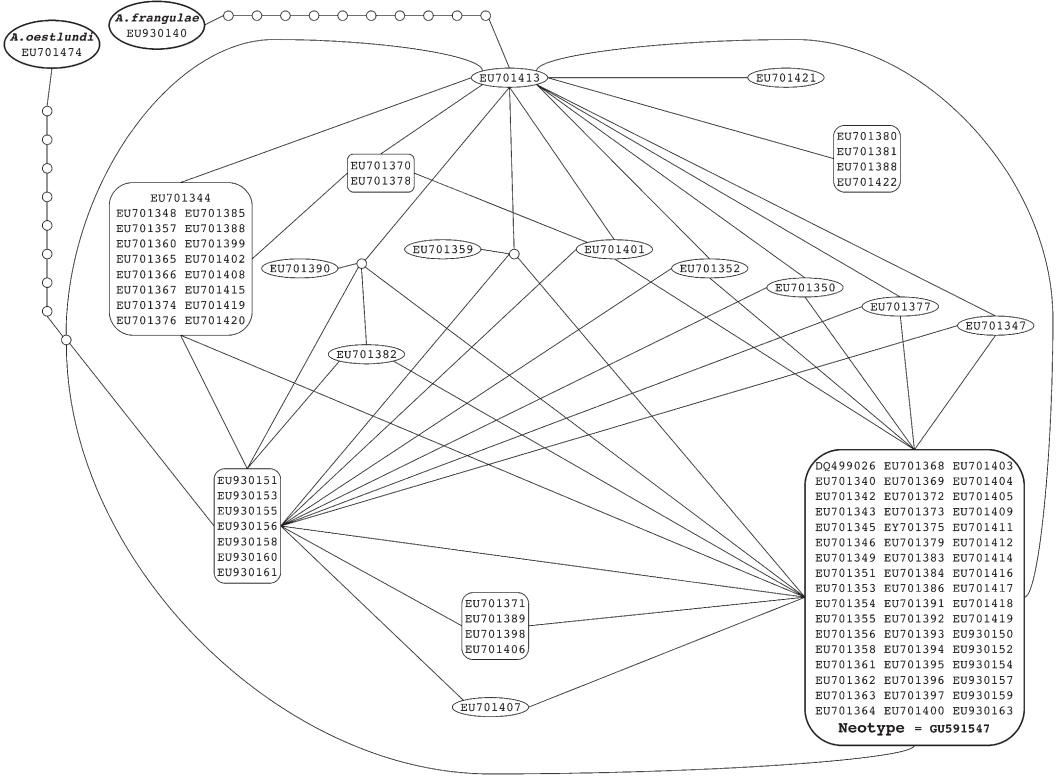 A.frangulae
EU930140
A.oestlundi
EU701474
EU701413
EU701421
EU701380
EU701381
EU701388
EU701422
EU701370
EU701378
EU701344
EU701348 EU701385
EU701357 EU701388
EU701360 EU701399
EU701365 EU701402
EU701366 EU701408
EU701367 EU701415
EU701374 EU701419
EU701376 EU701420
EU701390
EU701359
EU701401
EU701352
EU701350
EU701377
EU701347
EU701382
EU930151
EU930153
EU930155
EU930156
EU930158
EU930160
EU930161
DQ499026 EU701368 EU701403
EU701340 EU701369 EU701404
EU701342 EU701372 EU701405
EU701343 EU701373 EU701409
EU701345 EY701375 EU701411
EU701346 EU701379 EU701412
EU701349 EU701383 EU701414
EU701351 EU701384 EU701416
EU701353 EU701386 EU701417
EU701354 EU701391 EU701418
EU701355 EU701392 EU701419
EU701356 EU701393 EU930150
EU701358 EU701394 EU930152
EU701361 EU701395 EU930154
EU701362 EU701396 EU930157
EU701363 EU701397 EU930159
EU701364 EU701400 EU930163
Neotype = GU591547
EU701371
EU701389
EU701398
EU701406
EU701407